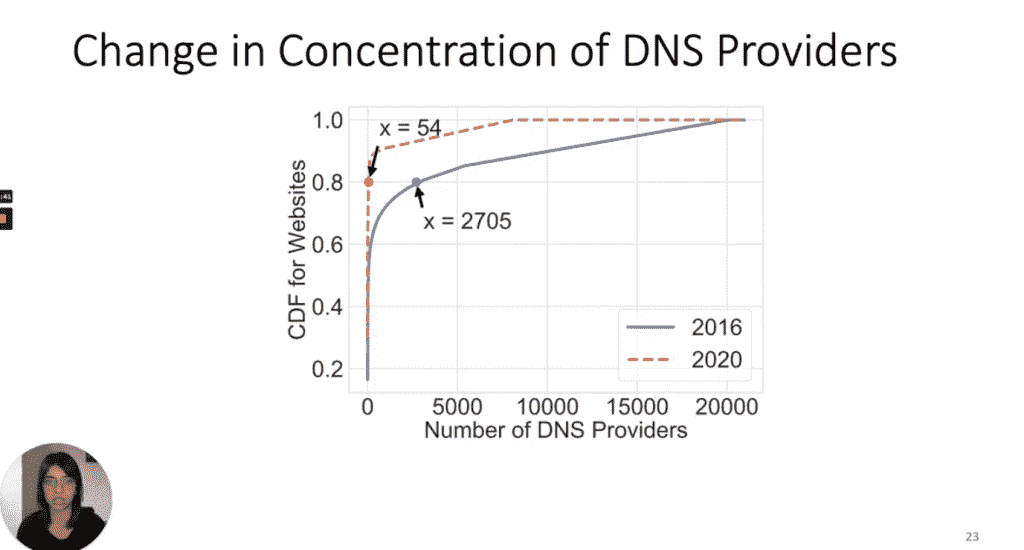 Change in Concentration of DNS Providers
1.0
x = 54
0.8
x = 2705
0.6
0.4
0.2
CDF for Websites
2016
2020
0
5000
10000
15000
20000
Number of DNS Providers
:41
23